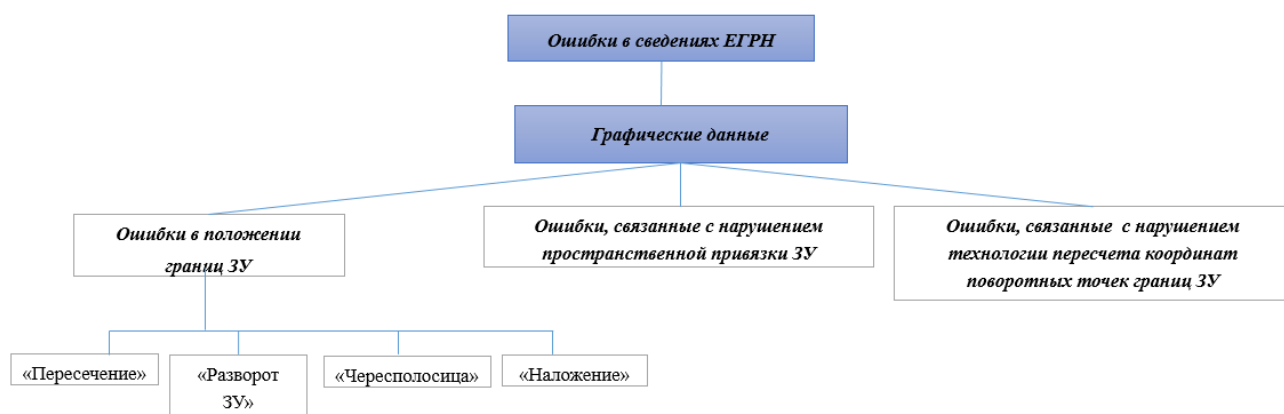 Ошибки в сведениях ЕГРН
Графические данные
Ошибки в положении
границ ЗУ
Ошибки, связанные с нарушением
пространственной привязки ЗУ
Ошибки, связанные с нарушением
технологии пересчета координат
поворотных точек границ ЗУ
«Пересечение»
«Разворот
ЗУ»
«Чересполосица»
«Наложение»